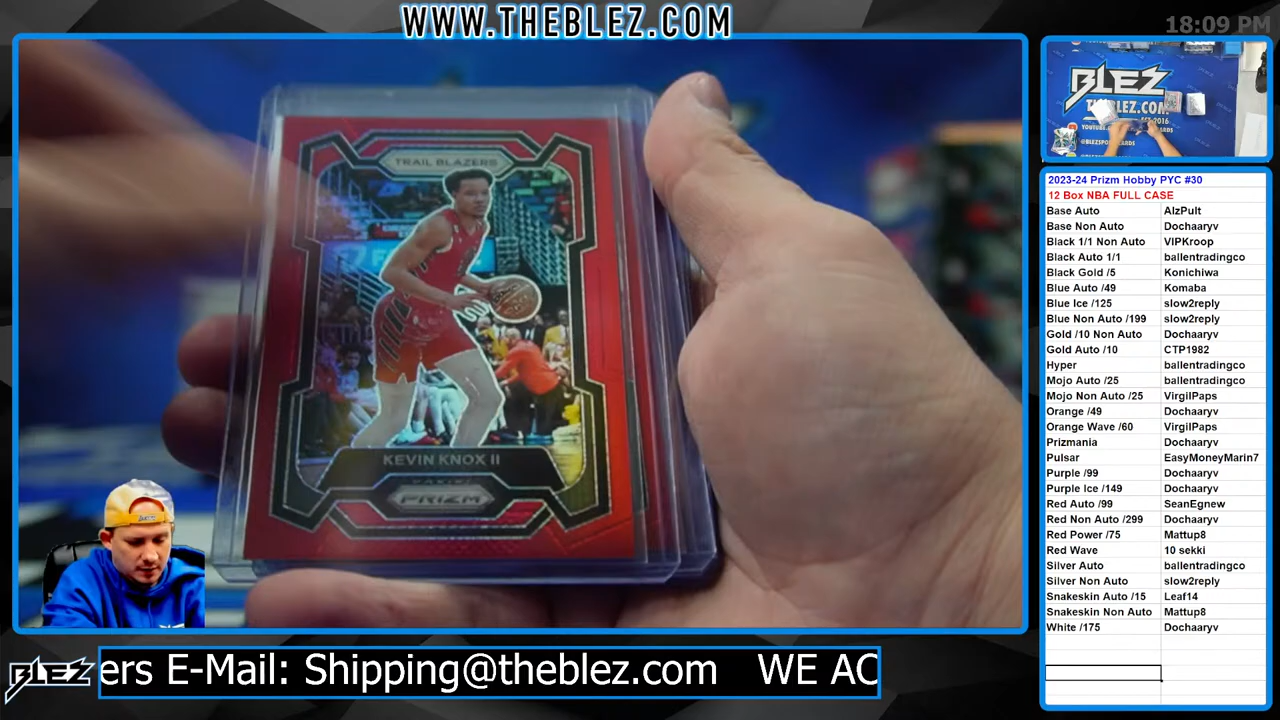 WWW.THEBLEZ.COM
18:09 PM
TRAIL BLAZERS
KEVIN KNOX II
PANINI
PRIZM
BLEZ
THEBLEZ.COM
EST 2016
2023-24 Prizm Hobby PYC #30
12 Box NBA FULL CASE
Base Auto AlzPult
Base Non Auto Dochaaryv
Black 1/1 Non Auto VIPKroop
Black Auto 1/1 ballentradingco
Black Gold /5 Konichiwa
Blue Auto /49 Komaba
Blue Ice /125 slow2reply
Blue Non Auto /199 slow2reply
Gold /10 Non Auto Dochaaryv
Gold Auto /10 CTP1982
Hyper ballentradingco
Mojo Auto /25 ballentradingco
Mojo Non Auto /25 VirgilPaps
Orange /49 Dochaaryv
Orange Wave /60 VirgilPaps
Prizmania Dochaaryv
Pulsar EasyMoneyMarin7
Purple /99 Dochaaryv
Purple Ice /149 Dochaaryv
Red Auto /99 SeanEgnew
Red Non Auto /299 Dochaaryv
Red Power /75 Mattup8
Red Wave 10 sekki
Silver Auto ballentradingco
Silver Non Auto slow2reply
Snakeskin Auto /15 Leaf14
Snakeskin Non Auto Mattup8
White /175 Dochaaryv
BLEZ
ers E-Mail: Shipping@theblez.com WE AC